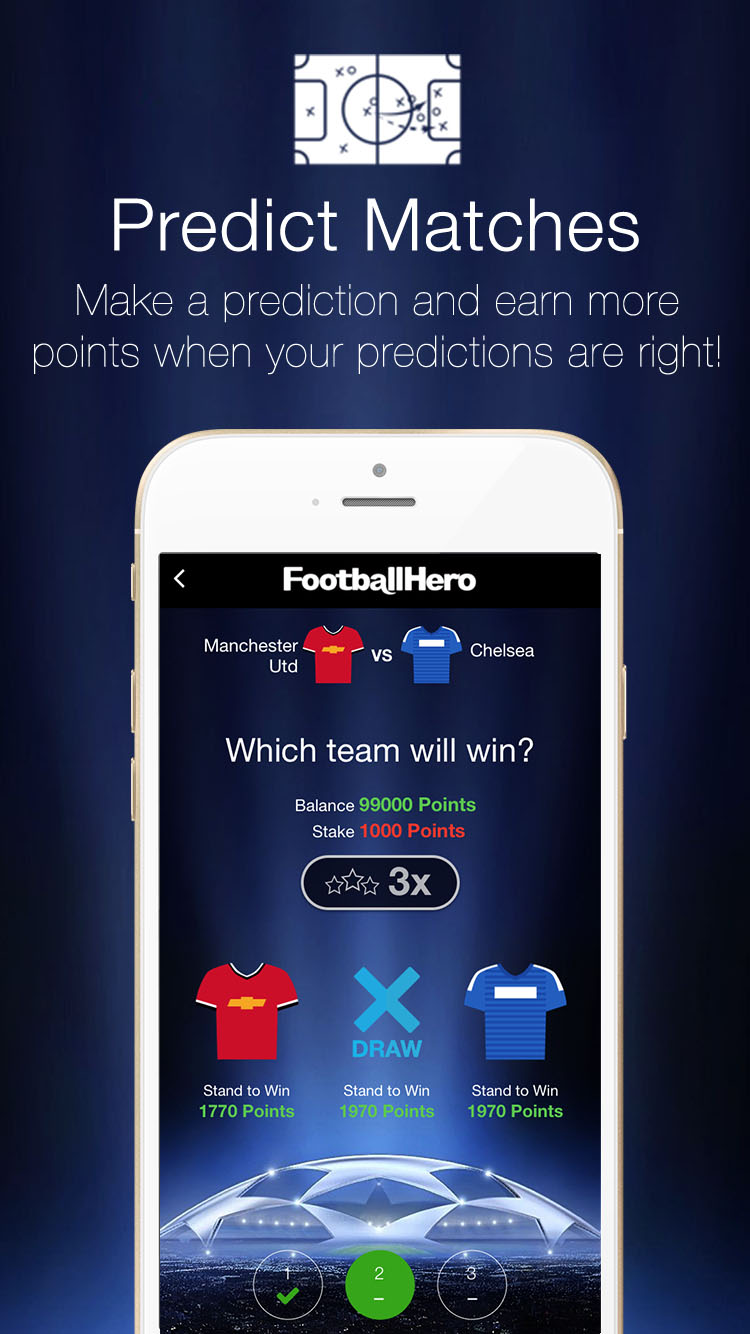 Predict Matches
Make a prediction and earn more
points when your predictions are right!
FootballHero
Manchester
Utd
VS
Chelsea
Which team will win?
Balance 99000 Points
Stake 1000 Points
3x
DRAW
Stand to Win
1770 Points
Stand to Win
1970 Points
Stand to Win
1970 Points
1
2
–
3
–